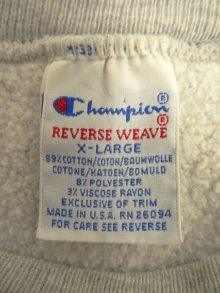 Champion®
REVERSE WEAVE®
X-LARGE
89% COTTON/COTON/BAUMWOLLE
COTONE/KATOEN/BOMULD
8% POLYESTER
3% VISCOSE RAYON
EXCLUSIVE OF TRIM
MADE IN U.S.A. RN 26094
FOR CARE SEE REVERSE